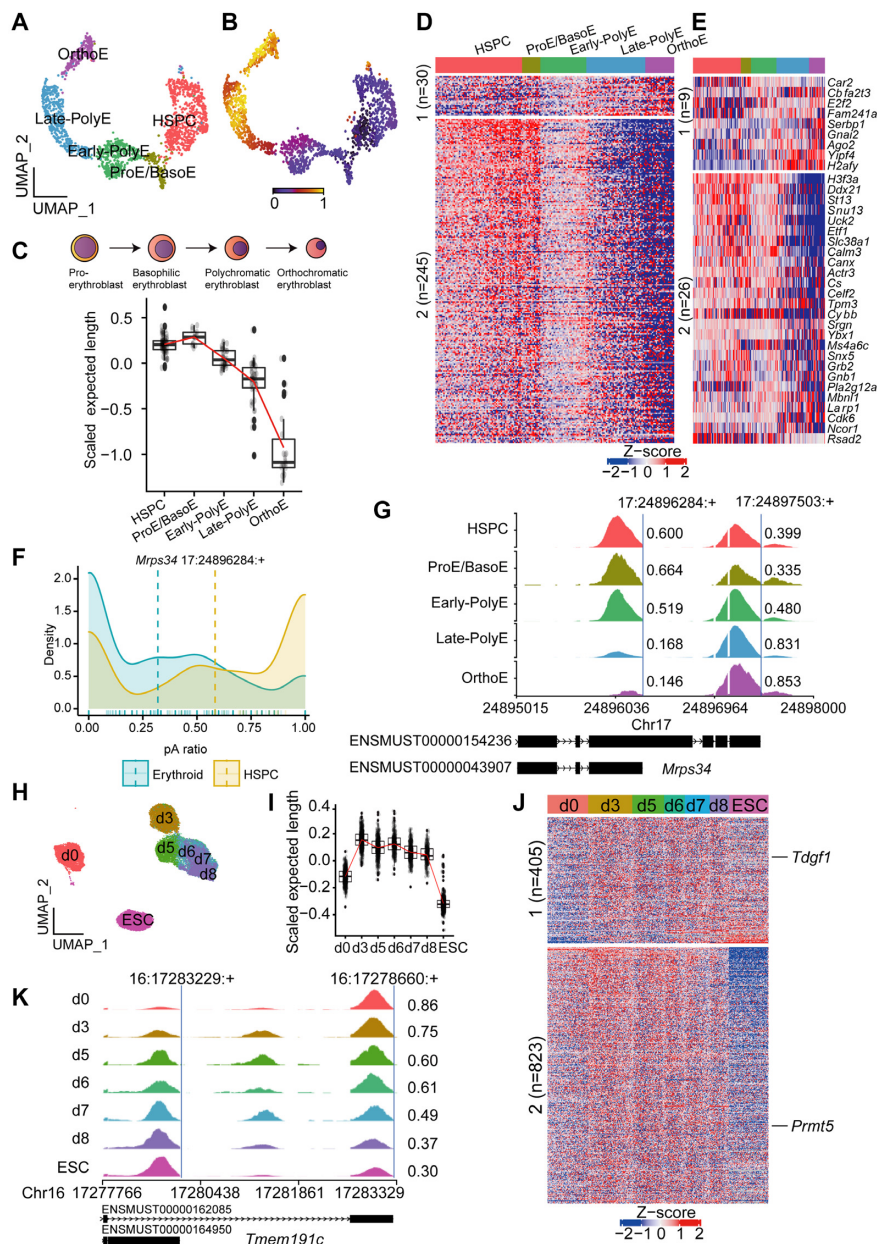 A
OrthoE
Late-PolyE
HSPC
Early-PolyE
ProE/BasoE
UMAP_2
UMAP_1
B
0 1
C
Pro-erythroblast
Basophilic erythroblast
Polychromatic erythroblast
Orthochromatic erythroblast
Scaled expected length
0.5
0.0
−0.5
−1.0
HSPC
ProE/BasoE
Early-PolyE
Late-PolyE
OrthoE
D
HSPC
ProE/BasoE
Early-PolyE
Late-PolyE
OrthoE
1 (n=30)
2 (n=245)
Z-score
−2−1 0 1 2
E
1 (n=9)
2 (n=26)
Car2
Cbfa2t3
E2f2
Fam241a
Serbp1
Gnai2
Ago2
Yipf4
H2afy
H3f3a
Ddx21
St13
Snu13
Uck2
Etf1
Slc38a1
Calm3
Canx
Actr3
Cs
Celf2
Tpm3
Cybb
Srgn
Ybx1
Ms4a6c
Snx5
Grb2
Gnb1
Pla2g12a
Mbnl1
Larp1
Cdk6
Ncor1
Rsad2
F
Mrps34 17:24896284:+
Density
2.0
1.5
1.0
0.5
0.0
0.00 0.25 0.50 0.75 1.00
pA ratio
Erythroid HSPC
G
17:24896284:+ 17:24897503:+
HSPC 0.600 0.399
ProE/BasoE 0.664 0.335
Early-PolyE 0.519 0.480
Late-PolyE 0.168 0.831
OrthoE 0.146 0.853
24895015 24896036 24896964 24898000
Chr17
ENSMUST00000154236
ENSMUST00000043907 Mrps34
H
d0
d3
d5
d6
d7
d8
ESC
UMAP_2
UMAP_1
I
Scaled expected length
0.4
0.36
0.2
0.0
−0.2
−0.4
d0 d3 d5 d6 d7 d8 ESC
J
d0 d3 d5 d6 d7 d8 ESC
1 (n=405)
Tdgf1
2 (n=823)
Prmt5
Z-score
−2−1 0 1 2
K
16:17283229:+ 16:17278660:+
d0 0.86
d3 0.75
d5 0.60
d6 0.61
d7 0.49
d8 0.37
ESC 0.30
Chr16 17277766 17280438 17281861 17283329
ENSMUST00000162085
ENSMUST00000164950
Tmem191c